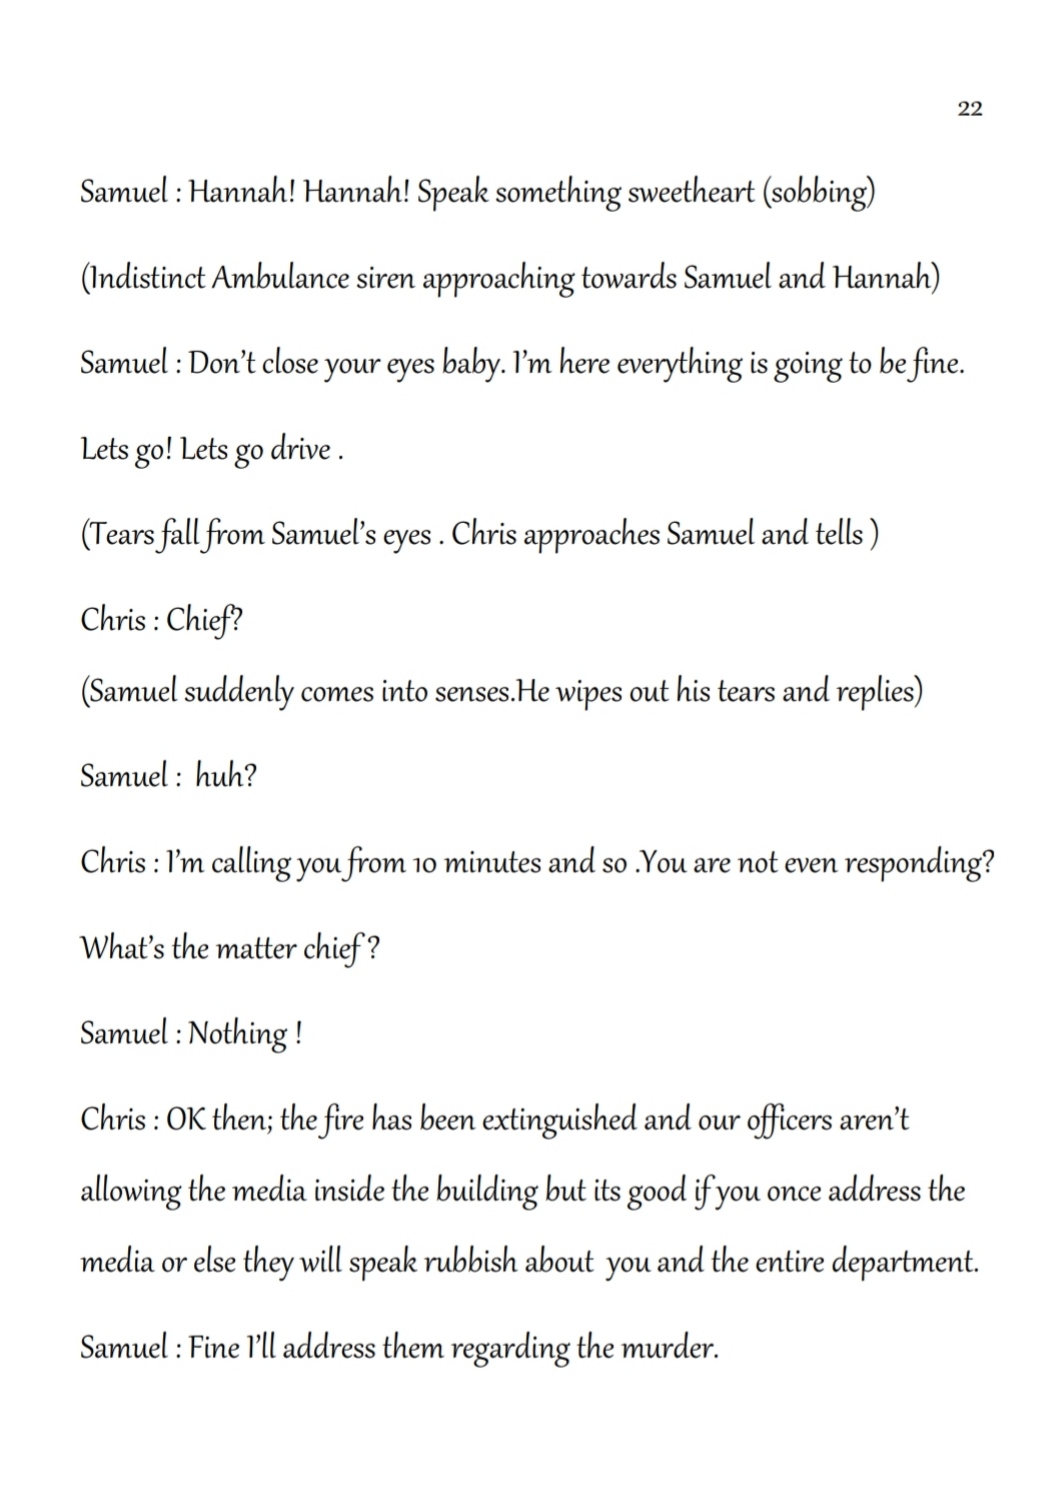 22
Samuel : Hannah! Hannah! Speak something sweetheart (sobbing)
(Indistinct Ambulance siren approaching towards Samuel and Hannah)
Samuel : Don’t close your eyes baby. I’m here everything is going to be fine.
Lets go! Lets go drive .
(Tears fall from Samuel’s eyes . Chris approaches Samuel and tells )
Chris : Chief?
(Samuel suddenly comes into senses.He wipes out his tears and replies)
Samuel :  huh?
Chris : I’m calling you from 10 minutes and so .You are not even responding?
What’s the matter chief ?
Samuel : Nothing !
Chris : OK then; the fire has been extinguished and our officers aren’t
allowing the media inside the building but its good if you once address the
media or else they will speak rubbish about  you and the entire department.
Samuel : Fine I’ll address them regarding the murder.